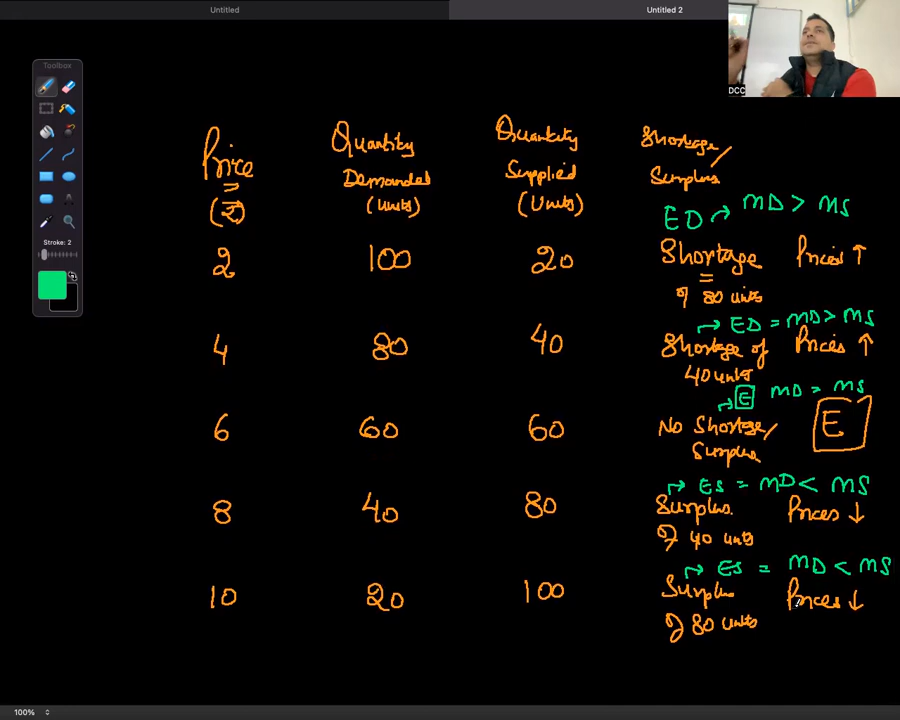 Untitled
Untitled 2
Toolbox
Stroke: 2
DCC
Price
(₹)
Quantity
Demanded
(Units)
Quantity
Supplied
(Units)
Shortage/
Surplus
ED → MD > MS
2 100 20 Shortage Prices ↑
of 80 units
→ ED = MD > MS
4 80 40 Shortage of Prices ↑
40 units
→ E MD = MS
6 60 60 No Shortage/ E
Surplus
→ ES = MD < MS
8 40 80 Surplus Prices ↓
of 40 units
→ ES = MD < MS
10 20 100 Surplus Prices ↓
of 80 units
100%